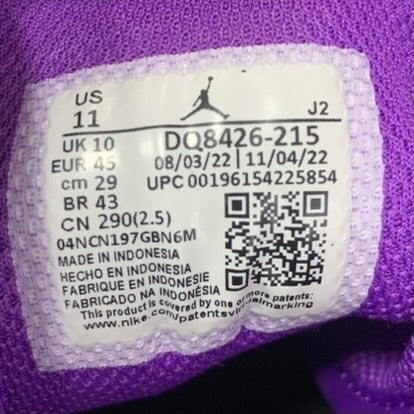 US
11
J2
UK 10
DQ8426-215
EUR 45
08/03/22 | 11/04/22
cm 29
UPC 00196154225854
BR 43
CN 290(2.5)
04NCN197GBN6M
MADE IN INDONESIA
HECHO EN INDONESIA
FABRIQUE EN INDONESIE
FABRICADO NA INDONÉSIA
This product is covered by one or more patents:
www.nike.com/patentsvirtualmarking